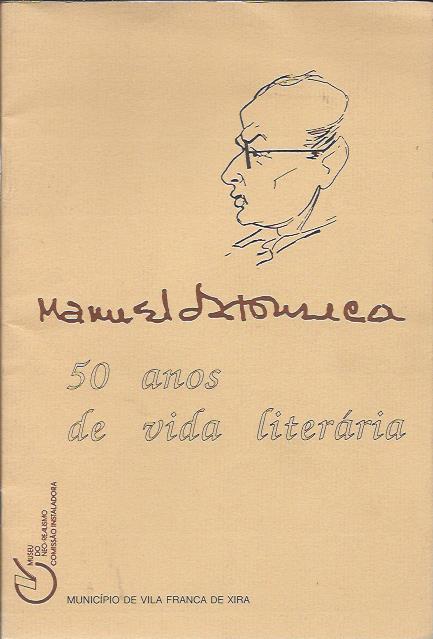 Manuel da Fonseca
50 anos
de vida literária
MUSEU
DO
NEO-REALISMO
COMISSÃO INSTALADORA
MUNICÍPIO DE VILA FRANCA DE XIRA